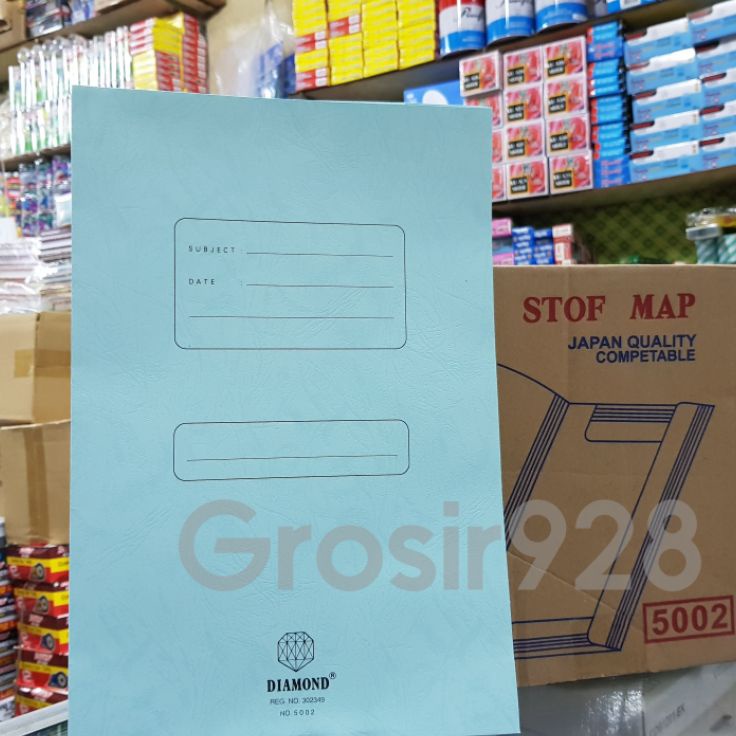 SUBJECT :
DATE :
DIAMOND®
REG. NO. 302349
NO. 5002
STOF MAP
JAPAN QUALITY
COMPETABLE
5002
Grosir928